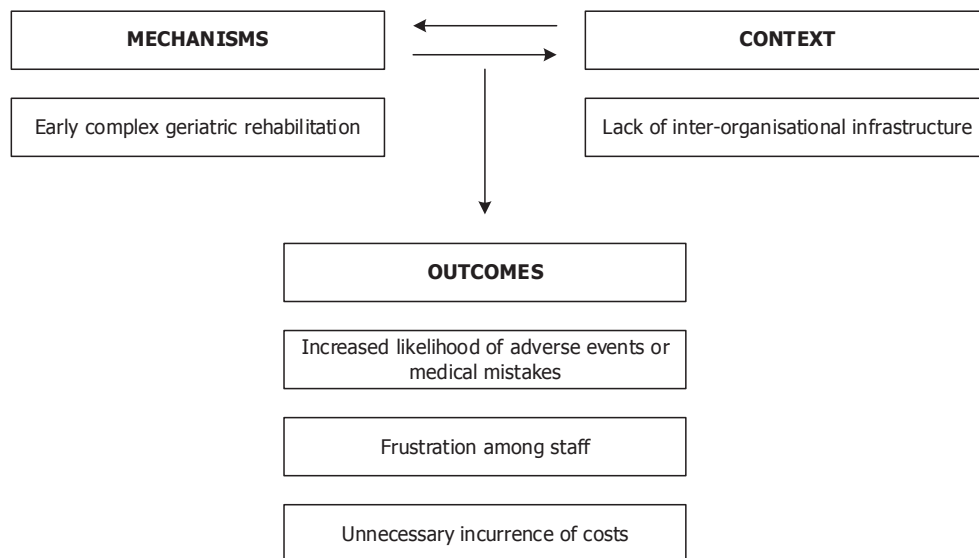 MECHANISMS
CONTEXT
Early complex geriatric rehabilitation
Lack of inter-organisational infrastructure
OUTCOMES
Increased likelihood of adverse events or
medical mistakes
Frustration among staff
Unnecessary incurrence of costs